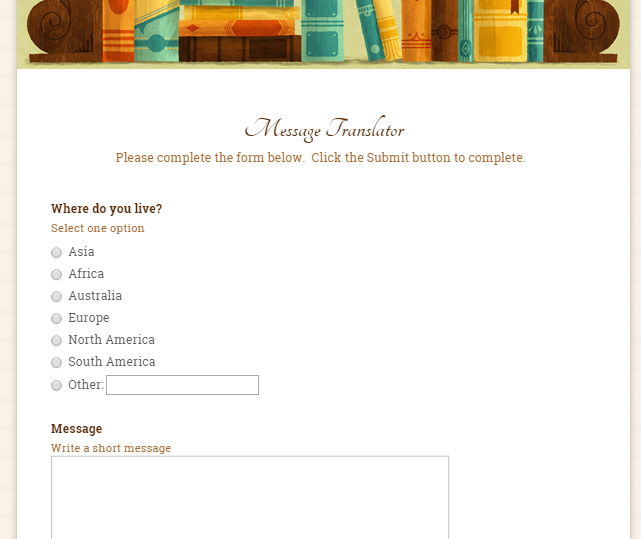 Message Translator
Please complete the form below.  Click the Submit button to complete.
Where do you live?
Select one option
Asia
Africa
Australia
Europe
North America
South America
Other:
Message
Write a short message